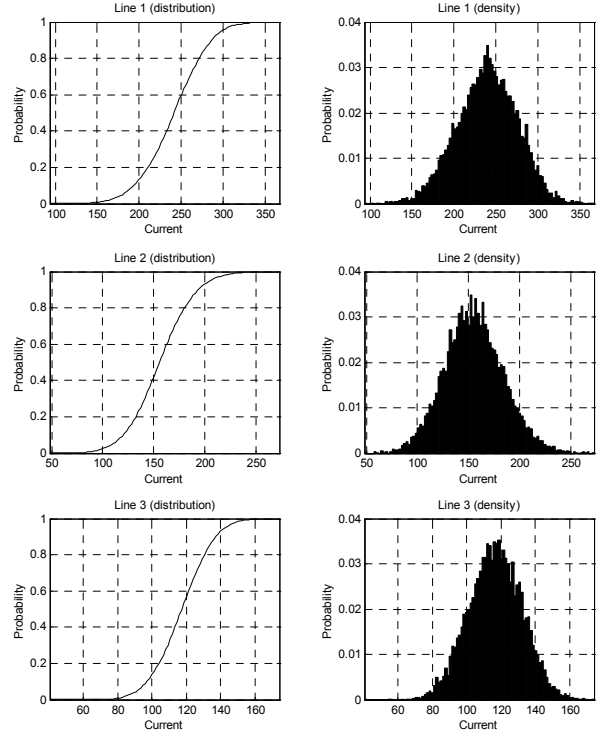 Line 1 (distribution)
1
0.8
0.6
0.4
0.2
0
Probability
100 150 200 250 300 350
Current
Line 1 (density)
0.04
0.03
0.02
0.01
0
Probability
100 150 200 250 300 350
Current
Line 2 (distribution)
1
0.8
0.6
0.4
0.2
0
Probability
50 100 150 200 250
Current
Line 2 (density)
0.04
0.03
0.02
0.01
0
Probability
50 100 150 200 250
Current
Line 3 (distribution)
1
0.8
0.6
0.4
0.2
0
Probability
60 80 100 120 140 160
Current
Line 3 (density)
0.04
0.03
0.02
0.01
0
Probability
60 80 100 120 140 160
Current